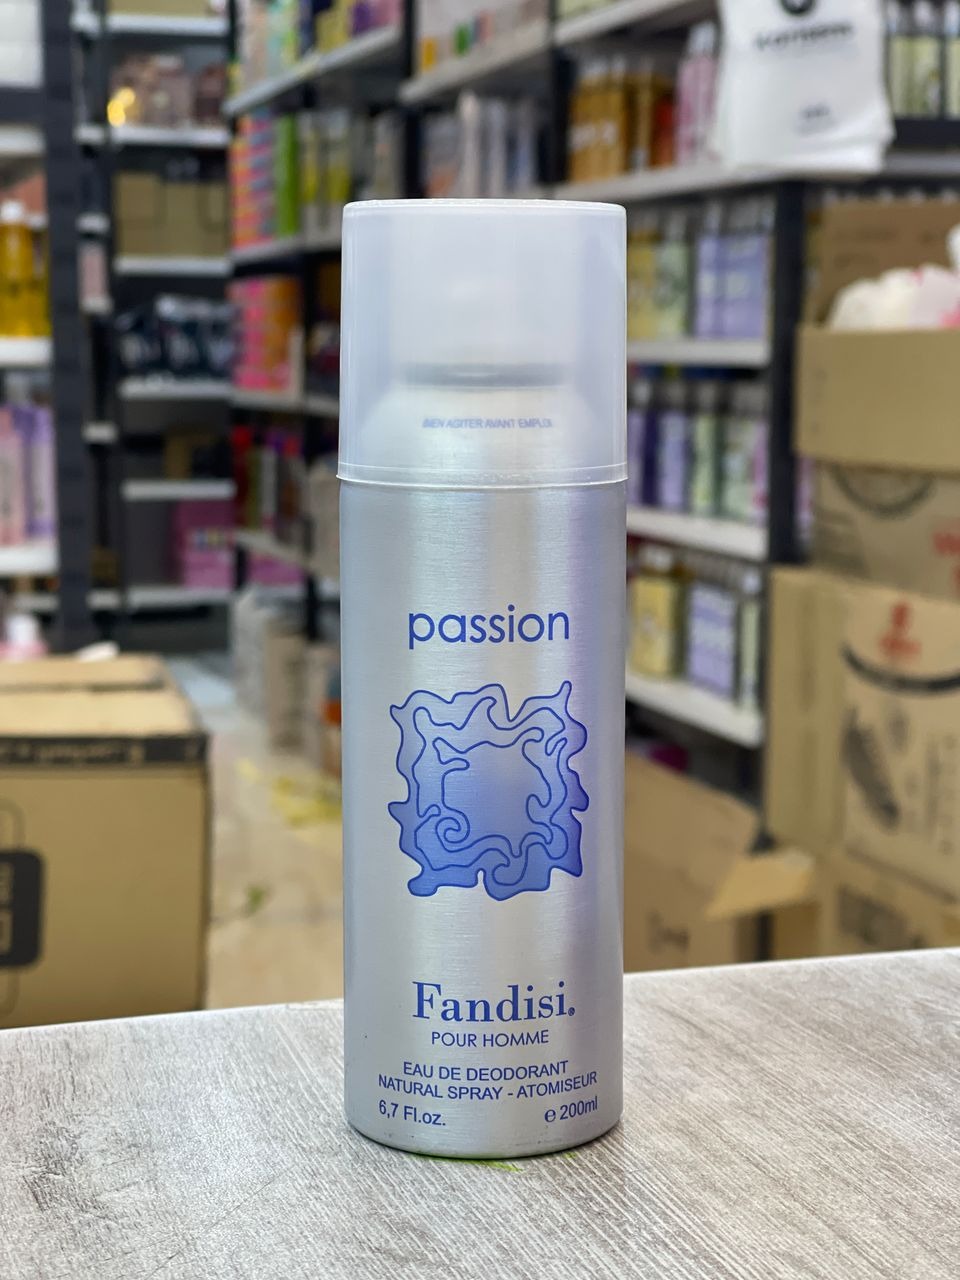 BIEN AGITER AVANT EMPLOI
passion
Fandisi®
POUR HOMME
EAU DE DEODORANT
NATURAL SPRAY - ATOMISEUR
6,7 Fl.oz. ℮ 200ml